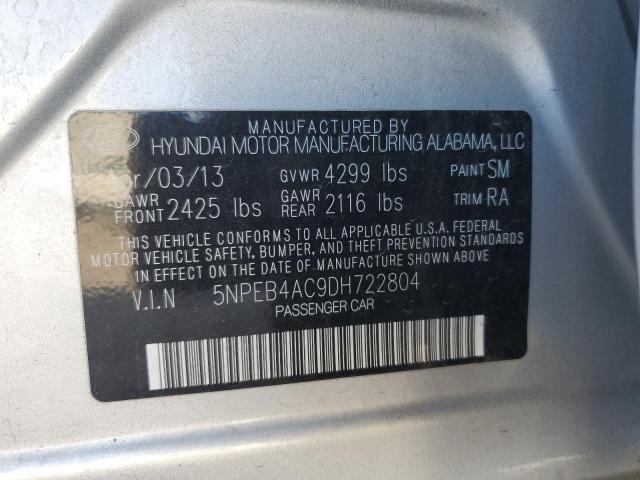 MANUFACTURED BY
HYUNDAI MOTOR MANUFACTURING ALABAMA, LLC
Apr/03/13 GVWR 4299 lbs PAINT SM
GAWR FRONT 2425 lbs GAWR REAR 2116 lbs TRIM RA
THIS VEHICLE CONFORMS TO ALL APPLICABLE U.S.A. FEDERAL
MOTOR VEHICLE SAFETY, BUMPER, AND THEFT PREVENTION STANDARDS
IN EFFECT ON THE DATE OF MANUFACTURE SHOWN ABOVE
V.I.N 5NPEB4AC9DH722804
PASSENGER CAR